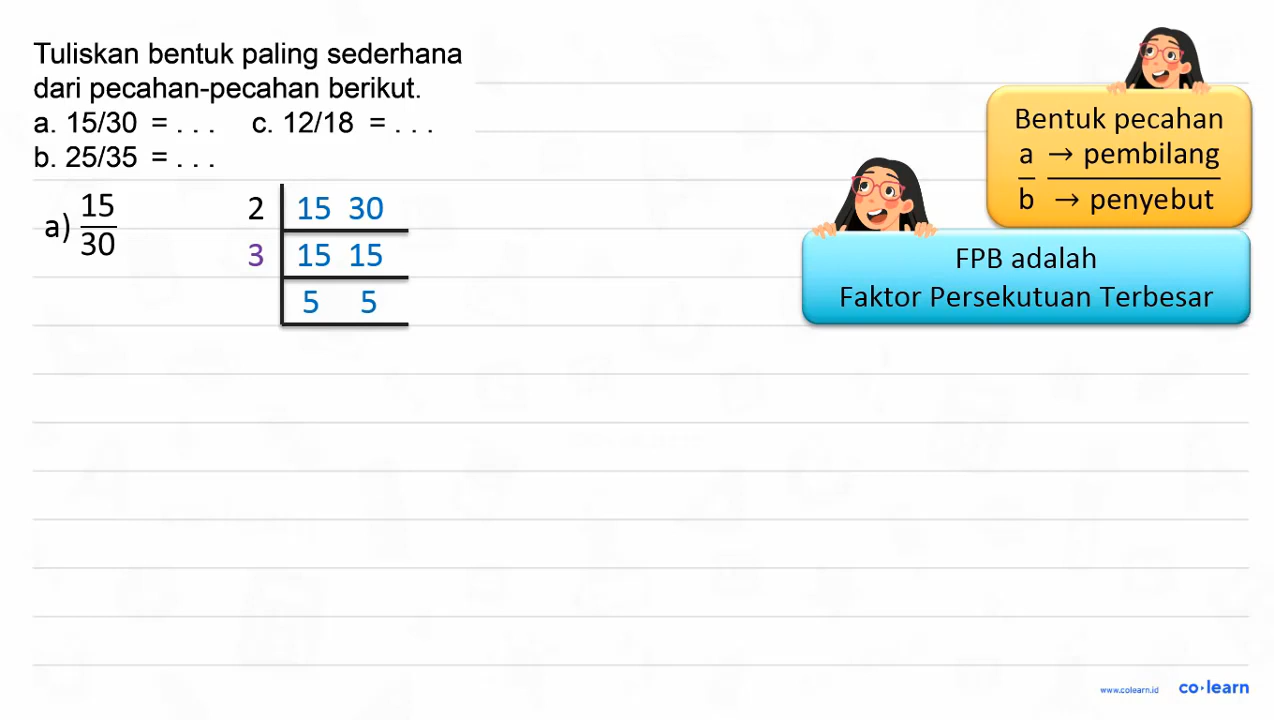 Tuliskan bentuk paling sederhana
dari pecahan-pecahan berikut.
a. 15/30 = . . . c. 12/18 = . . .
b. 25/35 = . . .
Bentuk pecahan
a → pembilang
b → penyebut
FPB adalah
Faktor Persekutuan Terbesar
a) 15/30
2 15 30
3 15 15
5 5
www.colearn.id co·learn